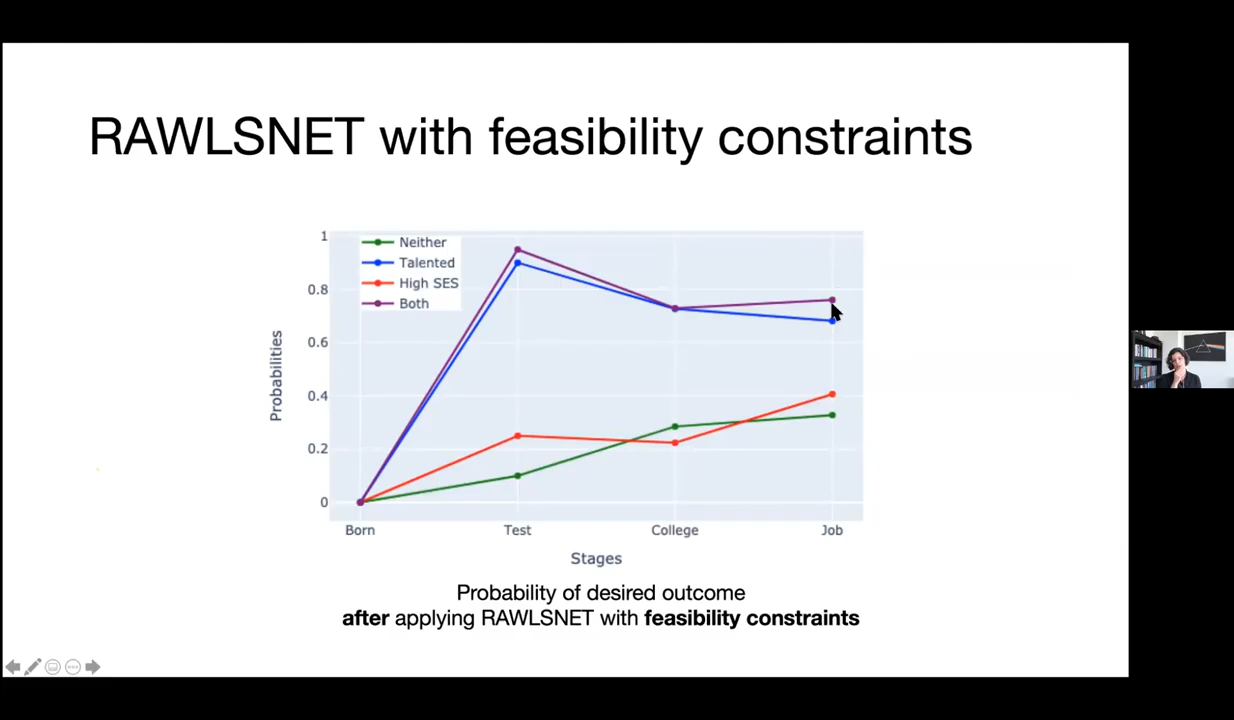 RAWLSNET with feasibility constraints
1
0.8
0.6
0.4
0.2
0
Probabilities
Neither
Talented
High SES
Both
Born Test College Job
Stages
Probability of desired outcome
after applying RAWLSNET with feasibility constraints